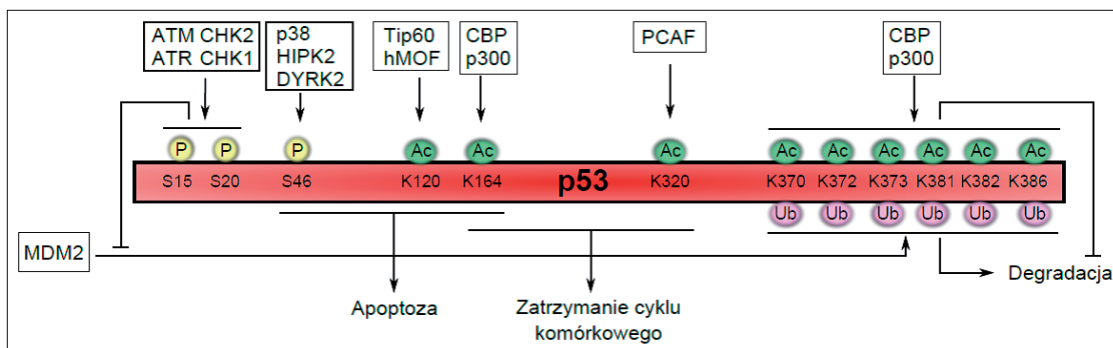 ATM CHK2
ATR CHK1
p38
HIPK2
DYRK2
Tip60
hMOF
CBP
p300
PCAF
CBP
p300
P P P Ac Ac Ac Ac Ac Ac Ac Ac Ac
S15 S20 S46 K120 K164 p53 K320 K370 K372 K373 K381 K382 K386
Ub Ub Ub Ub Ub Ub
MDM2
Degradacja
Apoptoza
Zatrzymanie cyklu
komórkowego